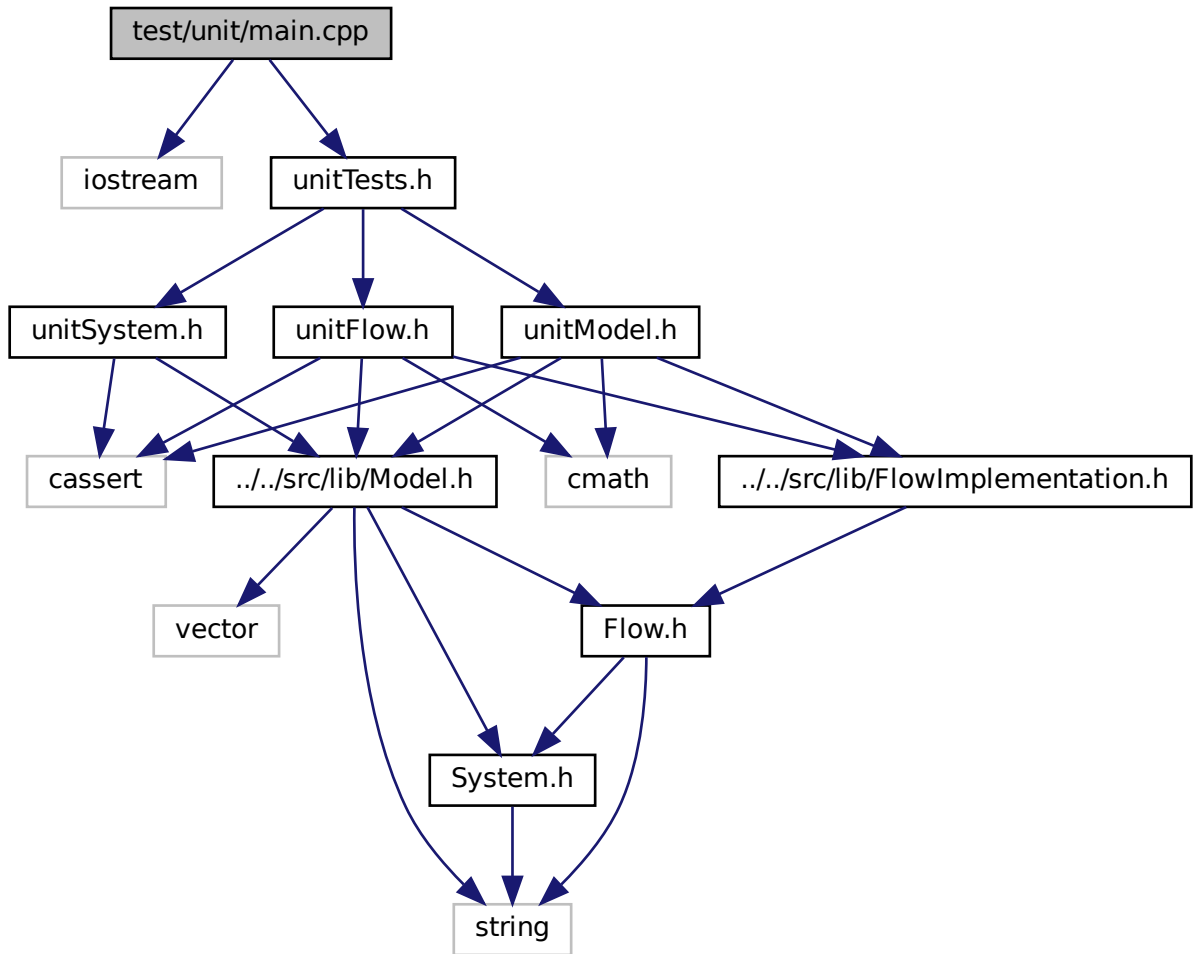 test/unit/main.cpp
iostream
unitTests.h
unitSystem.h
unitFlow.h
unitModel.h
cassert
../../src/lib/Model.h
cmath
../../src/lib/FlowImplementation.h
vector
Flow.h
System.h
string